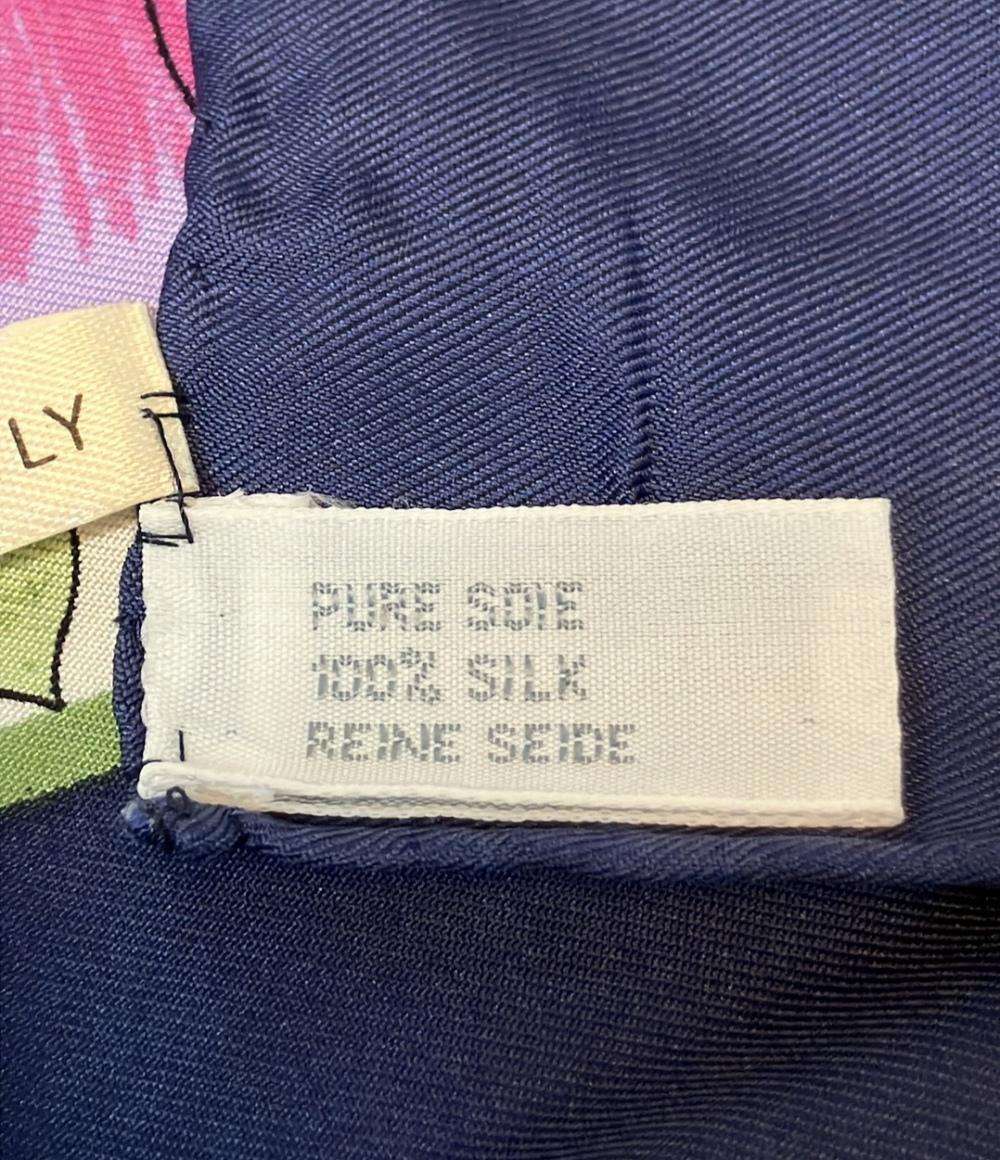 LY
PURE SOIE
100% SILK
REINE SEIDE